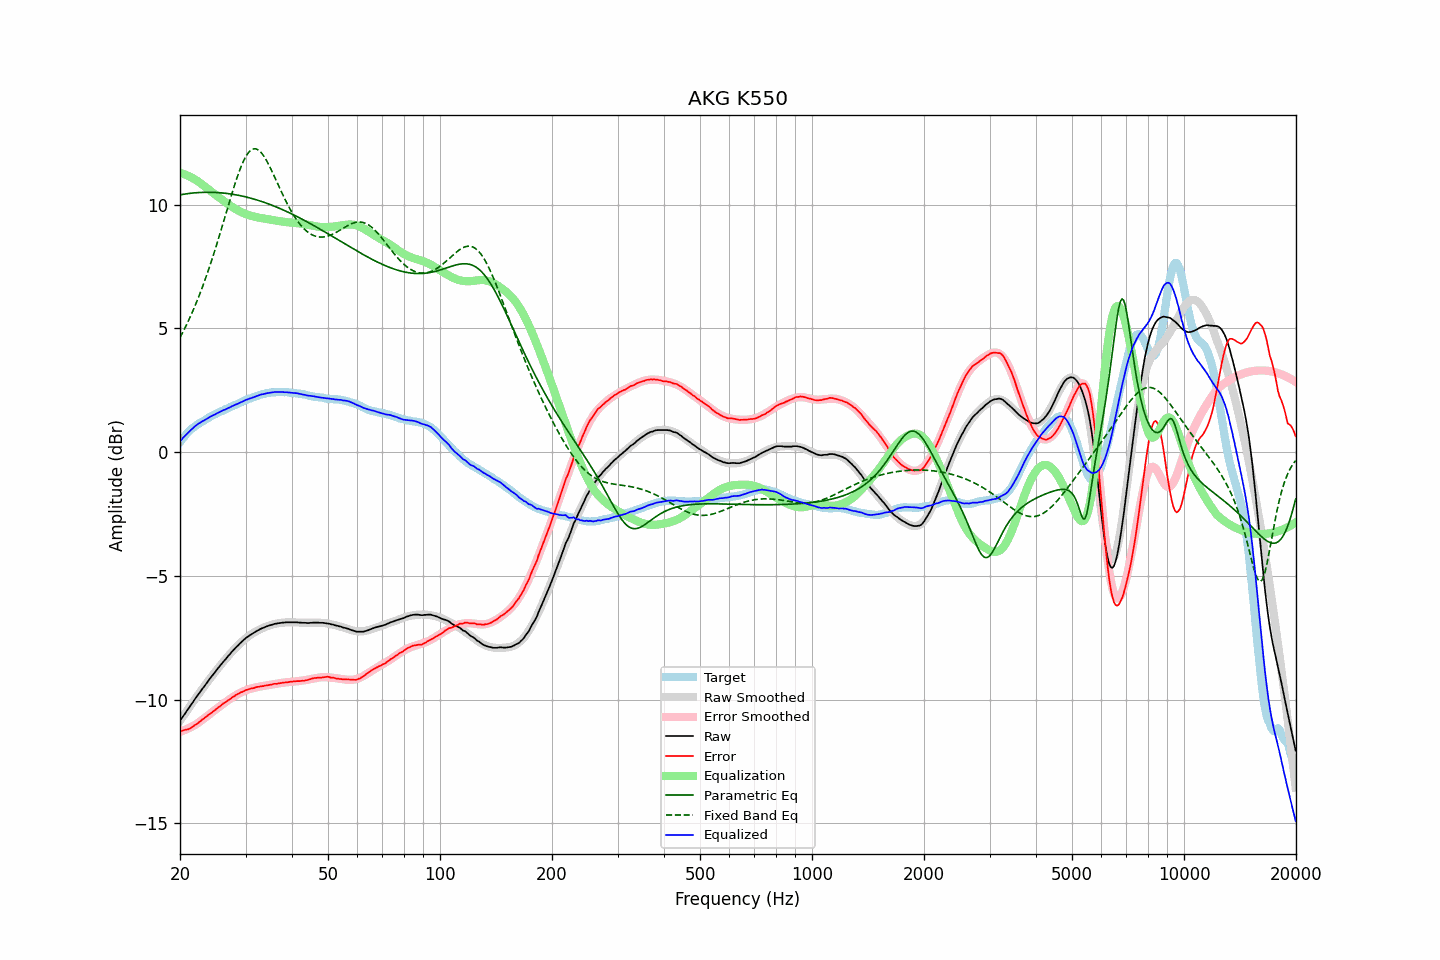 AKG K550
Amplitude (dBr)
10
5
0
−5
−10
−15
Target
Raw Smoothed
Error Smoothed
Raw
Error
Equalization
Parametric Eq
Fixed Band Eq
Equalized
20 50 100 200 500 1000 2000 5000 10000 20000
Frequency (Hz)